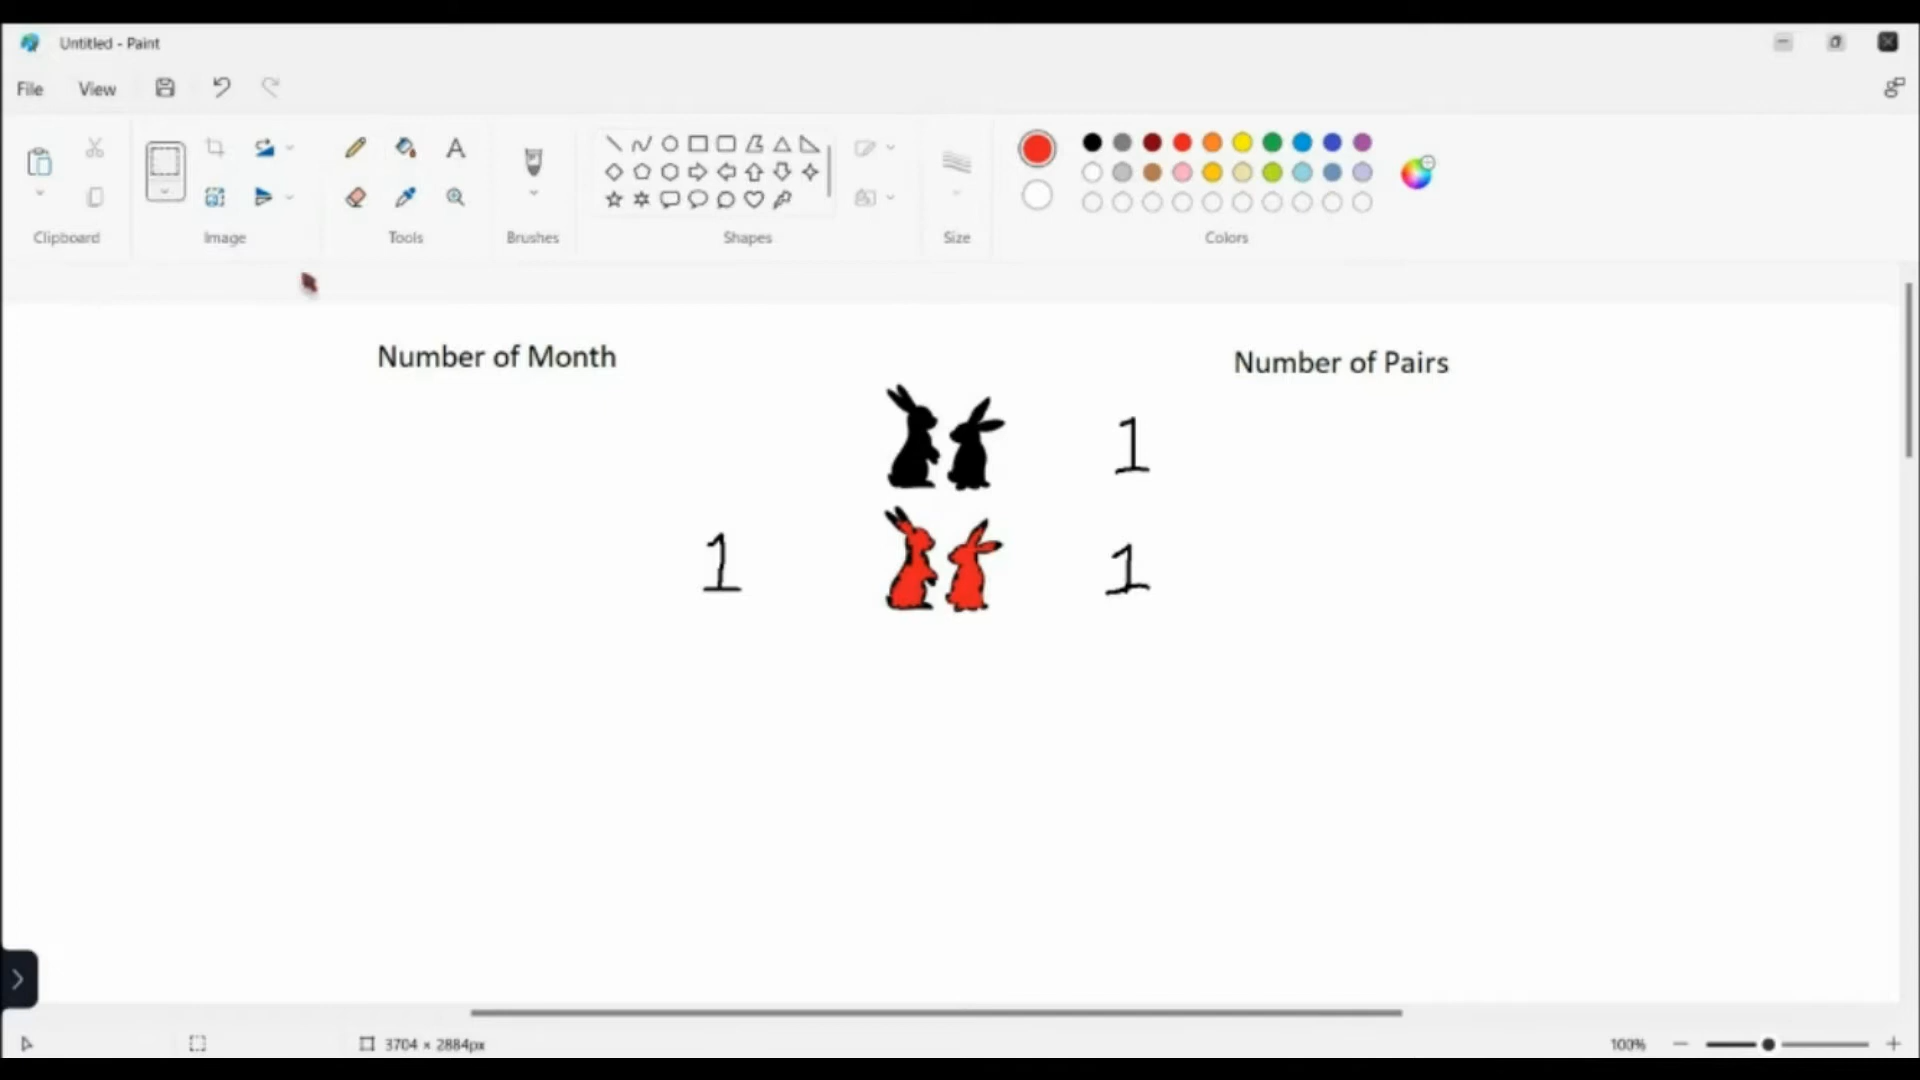 Untitled - Paint
File View
Clipboard Image Tools Brushes Shapes Size Colors
Number of Month
Number of Pairs
1
1 1
3704 × 2884px
100%